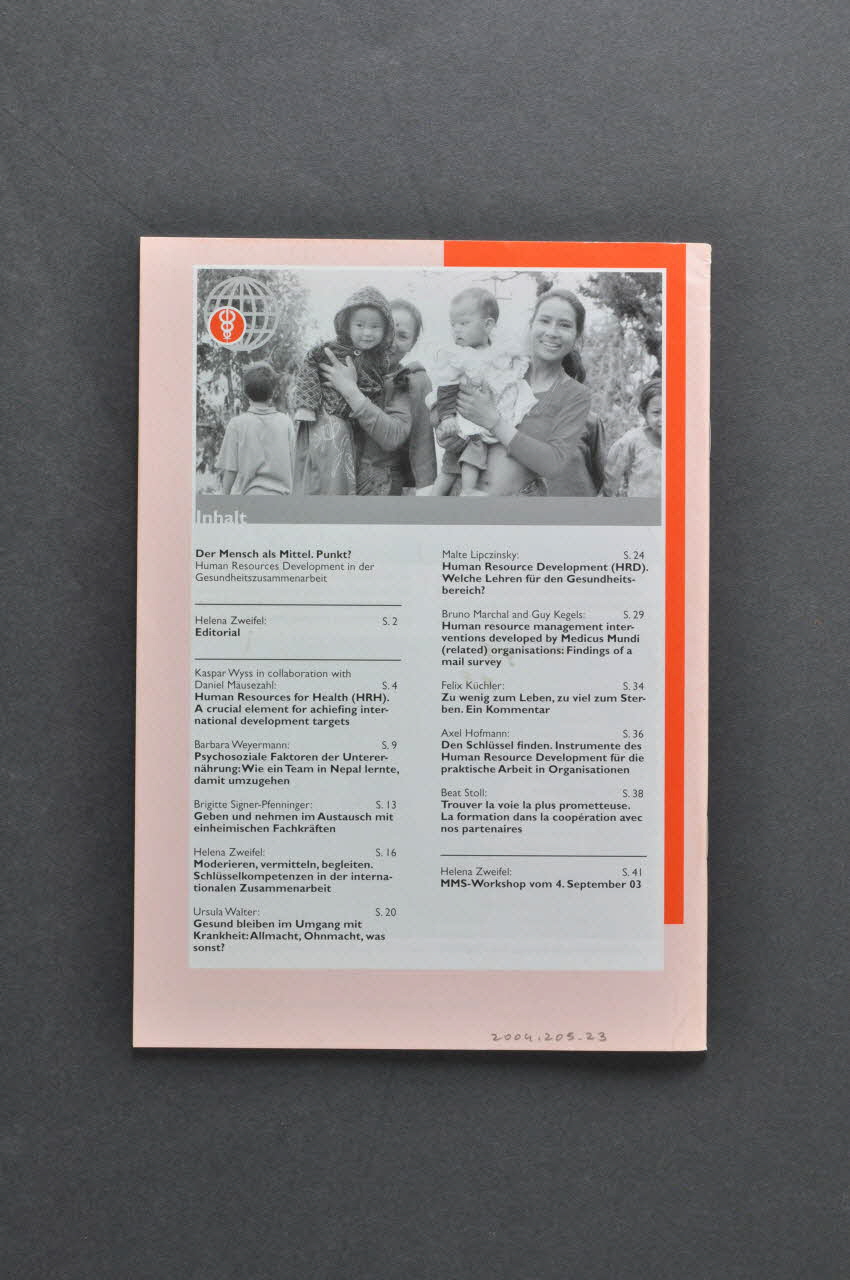 Inhalt
Der Mensch als Mittel. Punkt?
Human Resources Development in der
Gesundheitszusammenarbeit
Helena Zweifel: S. 2
Editorial
Kaspar Wyss in collaboration with
Daniel Mäusezahl: S. 4
Human Resources for Health (HRH).
A crucial element for achiefing inter-
national development targets
Barbara Weyermann: S. 9
Psychosoziale Faktoren der Unterer-
nährung: Wie ein Team in Nepal lernte,
damit umzugehen
Brigitte Signer-Pfenninger: S. 13
Geben und nehmen im Austausch mit
einheimischen Fachkräften
Helena Zweifel: S. 16
Moderieren, vermitteln, begleiten.
Schlüsselkompetenzen in der interna-
tionalen Zusammenarbeit
Ursula Walter: S. 20
Gesund bleiben im Umgang mit
Krankheit: Allmacht, Ohnmacht, was
sonst?
Malte Lipczinsky: S. 24
Human Resource Development (HRD).
Welche Lehren für den Gesundheits-
bereich?
Bruno Marchal and Guy Kegels: S. 29
Human resource management inter-
ventions developed by Medicus Mundi
(related) organisations: Findings of a
mail survey
Felix Küchler: S. 34
Zu wenig zum Leben, zu viel zum Ster-
ben. Ein Kommentar
Axel Hofmann: S. 36
Den Schlüssel finden. Instrumente des
Human Resource Development für die
praktische Arbeit in Organisationen
Beat Stoll: S. 38
Trouver la voie la plus prometteuse.
La formation dans la coopération avec
nos partenaires
Helena Zweifel: S. 41
MMS-Workshop vom 4. September 03
2004.205.23